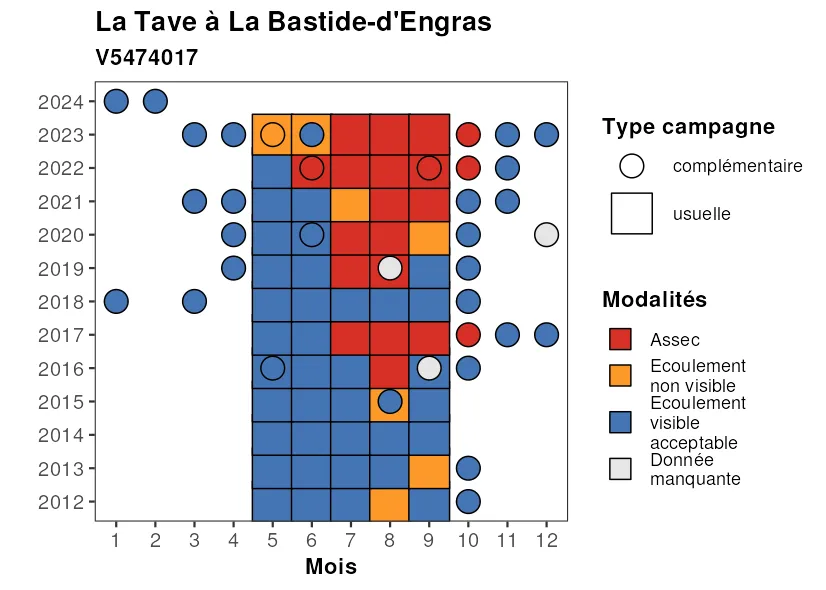 La Tave à La Bastide-d'Engras
V5474017
2024
2023
2022
2021
2020
2019
2018
2017
2016
2015
2014
2013
2012
1 2 3 4 5 6 7 8 9 10 11 12
Mois
Type campagne
complémentaire
usuelle
Modalités
Assec
Ecoulement
non visible
Ecoulement
visible
acceptable
Donnée
manquante